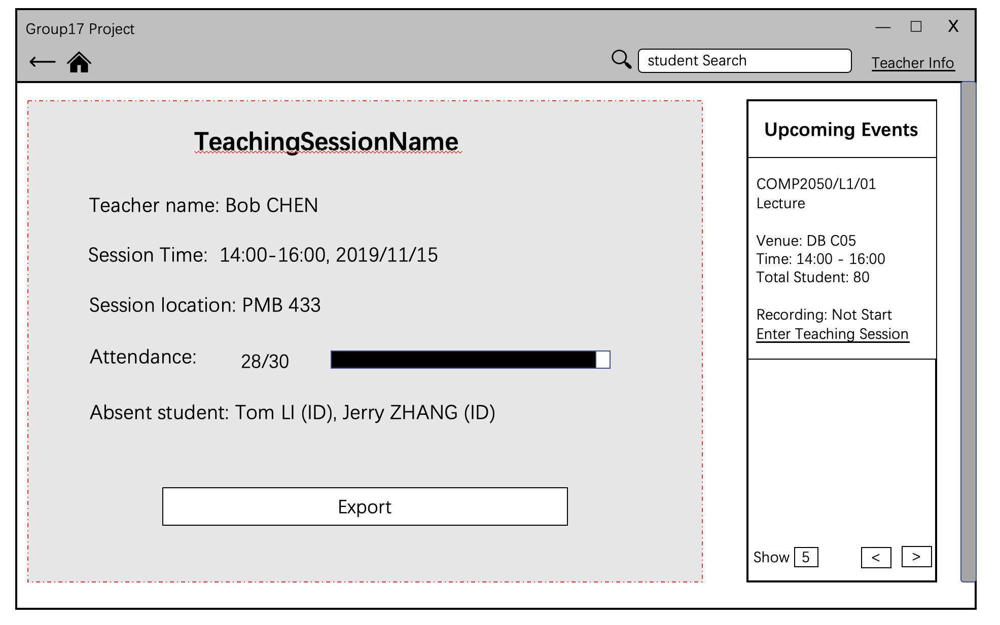 Group17 Project
— □ X
student Search
Teacher Info
TeachingSessionName
Teacher name: Bob CHEN
Session Time: 14:00-16:00, 2019/11/15
Session location: PMB 433
Attendance: 28/30
Absent student: Tom LI (ID), Jerry ZHANG (ID)
Export
Upcoming Events
COMP2050/L1/01
Lecture
Venue: DB C05
Time: 14:00 - 16:00
Total Student: 80
Recording: Not Start
Enter Teaching Session
Show 5 < >